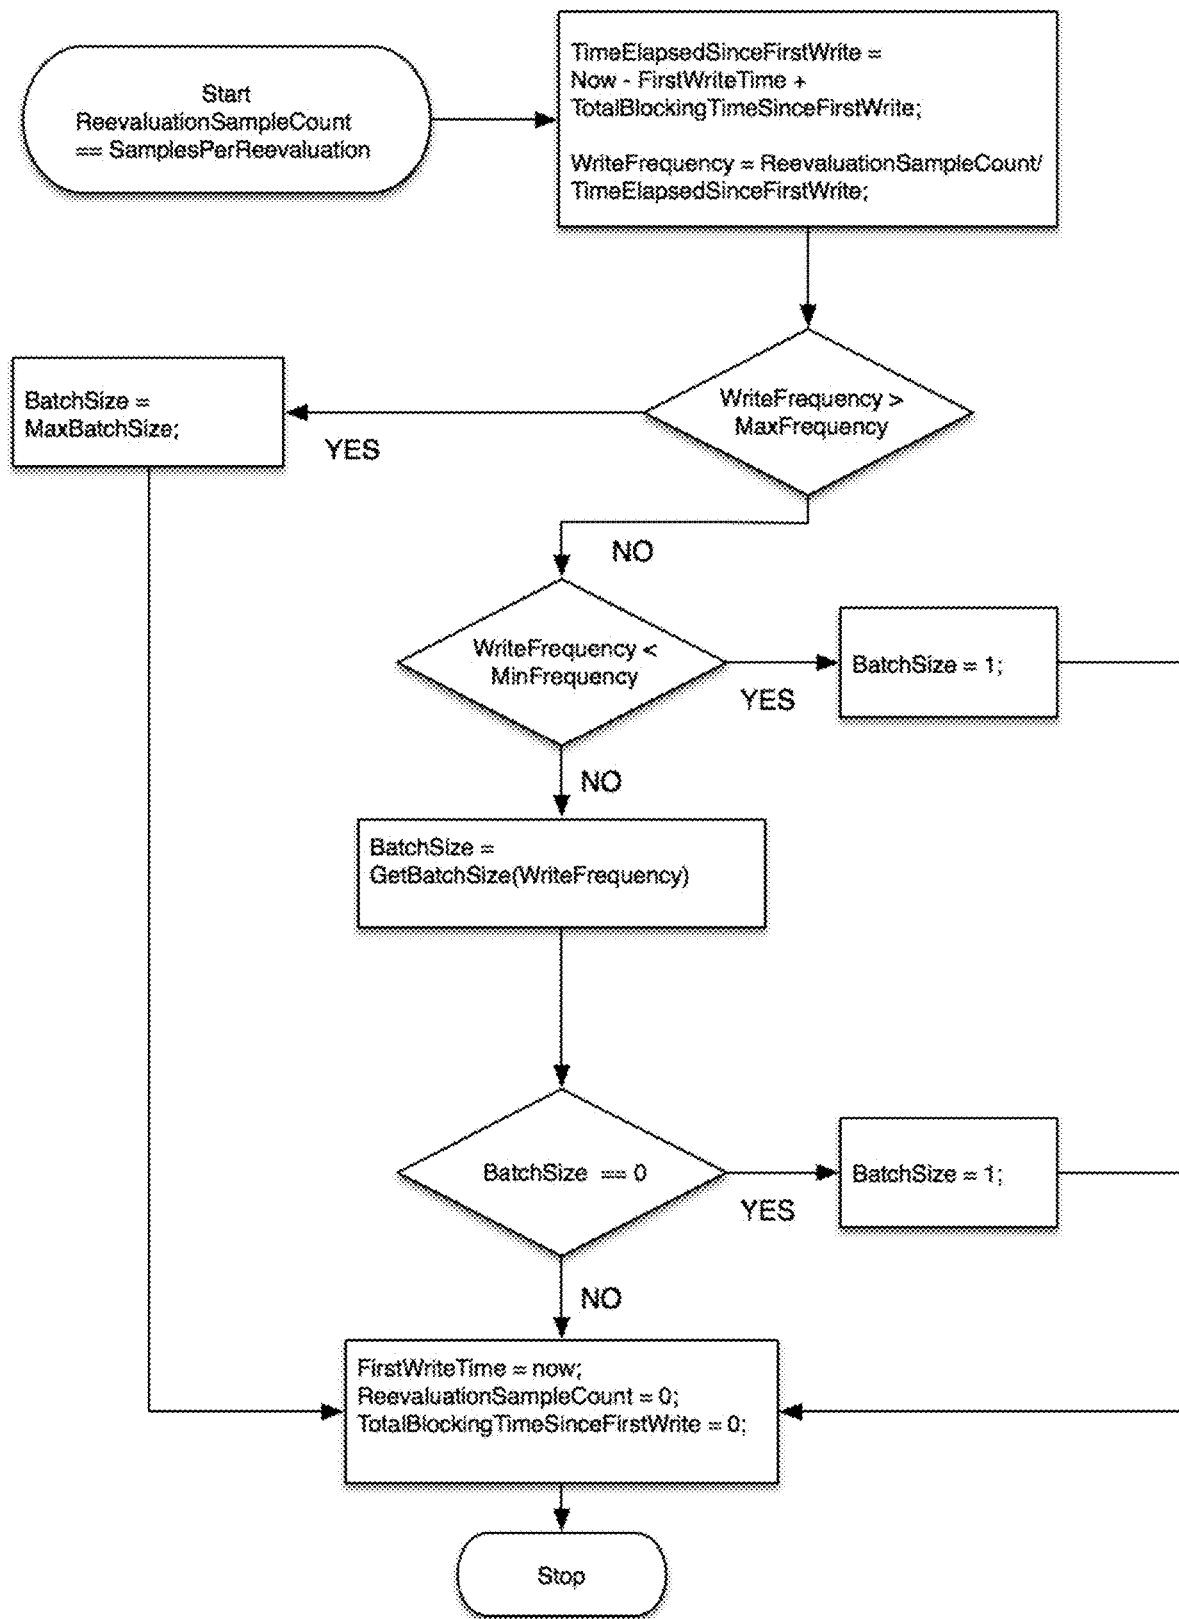 Start
ReevaluationSampleCount
== SamplesPerReevaluation
TimeElapsedSinceFirstWrite =
Now - FirstWriteTime +
TotalBlockingTimeSinceFirstWrite;
WriteFrequency = ReevaluationSampleCount/
TimeElapsedSinceFirstWrite;
WriteFrequency >
MaxFrequency
YES
BatchSize =
MaxBatchSize;
NO
WriteFrequency <
MinFrequency
YES
BatchSize = 1;
NO
BatchSize =
GetBatchSize(WriteFrequency)
BatchSize == 0
YES
BatchSize = 1;
NO
FirstWriteTime = now;
ReevaluationSampleCount = 0;
TotalBlockingTimeSinceFirstWrite = 0;
Stop